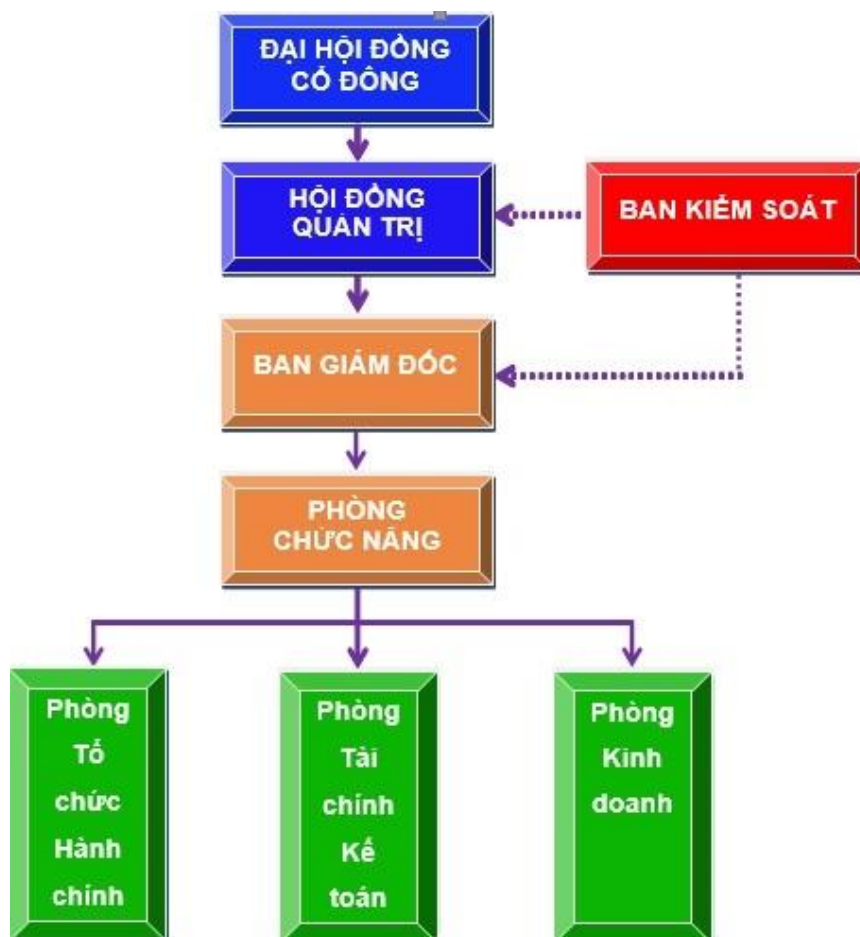 ĐẠI HỘI ĐỒNG
CỔ ĐÔNG
HỘI ĐỒNG
QUẢN TRỊ
BAN KIỂM SOÁT
BAN GIÁM ĐỐC
PHÒNG
CHỨC NĂNG
Phòng
Tổ
chức
Hành
chính
Phòng
Tài
chính
Kế
toán
Phòng
Kinh
doanh